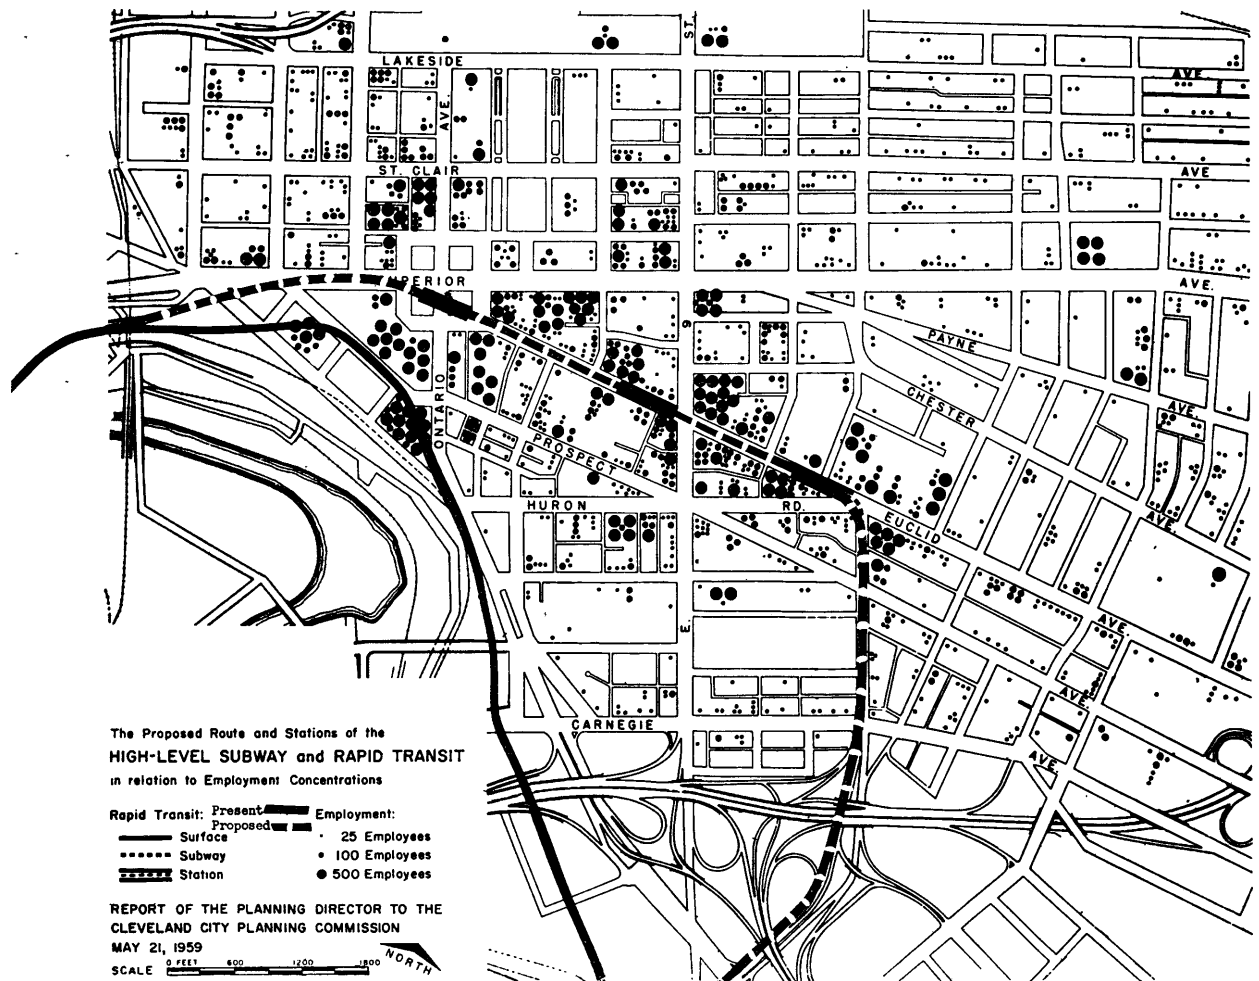 ST.
LAKESIDE
AVE.
AVE.
ST. CLAIR
AVE
PERIOR
AVE.
9
PAYNE
ONTARIO
CHESTER
AVE.
PROSPECT
HURON
RD.
EUCLID
AVE.
E.
AVE.
AVE.
CARNEGIE
AVE.
The Proposed Route and Stations of the
HIGH-LEVEL SUBWAY and RAPID TRANSIT
in relation to Employment Concentrations
Rapid Transit: Present Employment:
Proposed
Surface 25 Employees
Subway 100 Employees
Station 500 Employees
REPORT OF THE PLANNING DIRECTOR TO THE
CLEVELAND CITY PLANNING COMMISSION
MAY 21, 1959
NORTH
SCALE 0 FEET 600 1200 1800